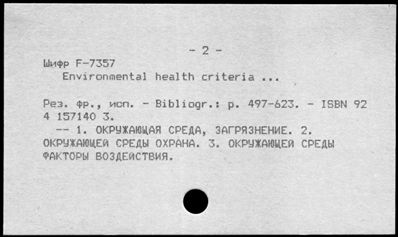 - 2 -
Шифр F-7357
Environmental health criteria ...
Рез. фр., исп. - Bibliogr.: p. 497-623. - ISBN 92
4 157140 3.
-- 1. ОКРУЖАЮЩАЯ СРЕДА, ЗАГРЯЗНЕНИЕ. 2.
ОКРУЖАЮЩЕЙ СРЕДЫ ОХРАНА. 3. ОКРУЖАЮЩЕЙ СРЕДЫ
ФАКТОРЫ ВОЗДЕЙСТВИЯ.